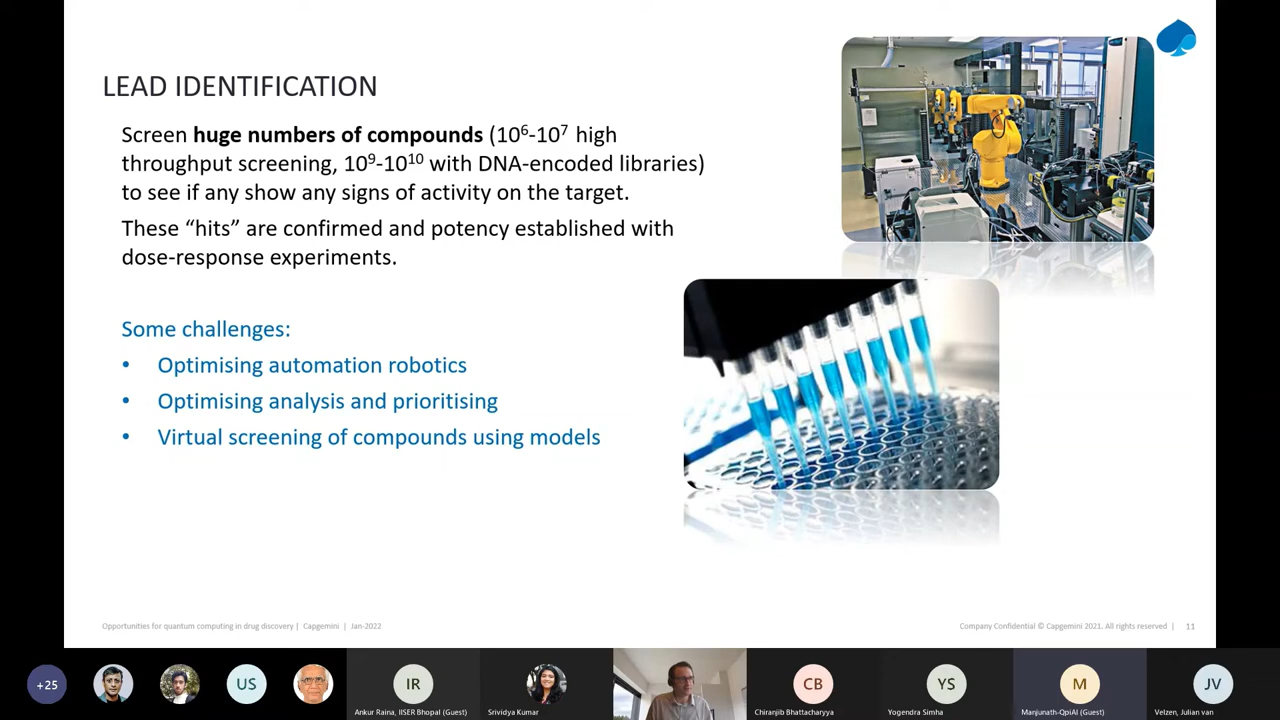 LEAD IDENTIFICATION
Screen huge numbers of compounds (10⁶-10⁷ high
throughput screening, 10⁹-10¹⁰ with DNA-encoded libraries)
to see if any show any signs of activity on the target.
These “hits” are confirmed and potency established with
dose-response experiments.
Some challenges:
• Optimising automation robotics
• Optimising analysis and prioritising
• Virtual screening of compounds using models
Opportunities for quantum computing in drug discovery | Capgemini | Jan-2022
Company Confidential © Capgemini 2021. All rights reserved | 11
+25
US
IR
CB
YS
M
JV
Ankur Raina, IISER Bhopal (Guest)
Srividya Kumar
Chiranjib Bhattacharyya
Yogendra Simha
Manjunath-QpiAI (Guest)
Velzen, Julian van